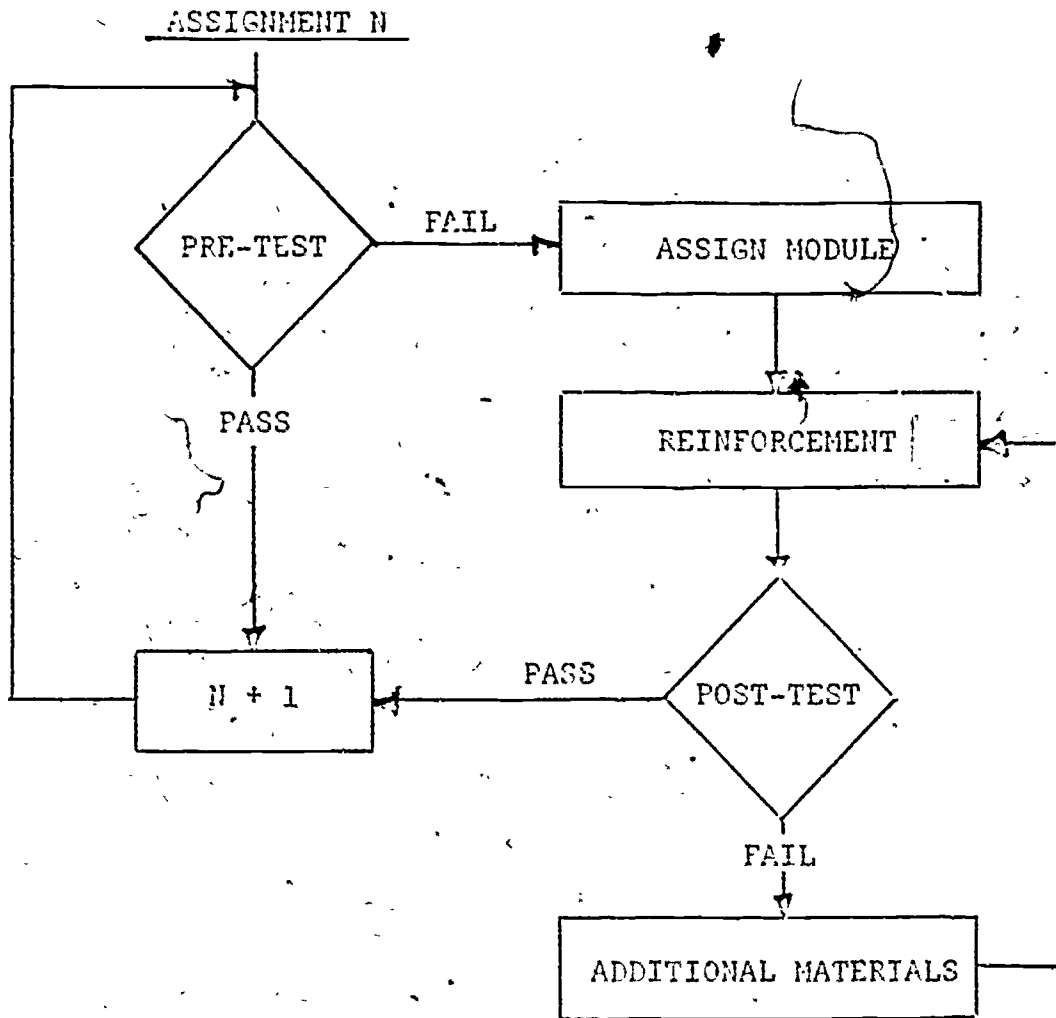 ASSIGNMENT N
PRE-TEST
FAIL
ASSIGN MODULE
PASS
REINFORCEMENT
N + 1
PASS
POST-TEST
FAIL
ADDITIONAL MATERIALS